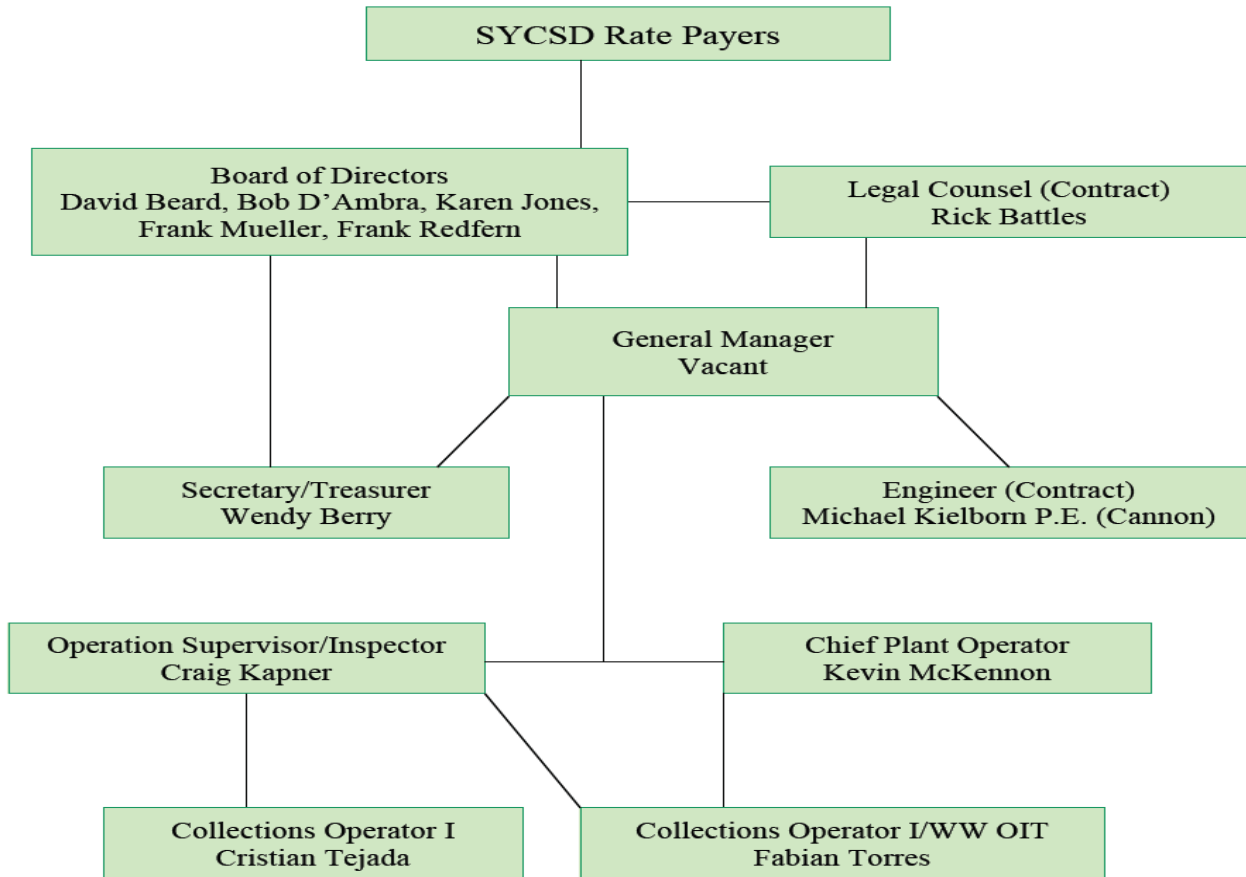 SYCSD Rate Payers
Board of Directors
David Beard, Bob D’Ambra, Karen Jones,
Frank Mueller, Frank Redfern
Legal Counsel (Contract)
Rick Battles
General Manager
Vacant
Secretary/Treasurer
Wendy Berry
Engineer (Contract)
Michael Kielborn P.E. (Cannon)
Operation Supervisor/Inspector
Craig Kapner
Chief Plant Operator
Kevin McKennon
Collections Operator I
Cristian Tejada
Collections Operator I/WW OIT
Fabian Torres